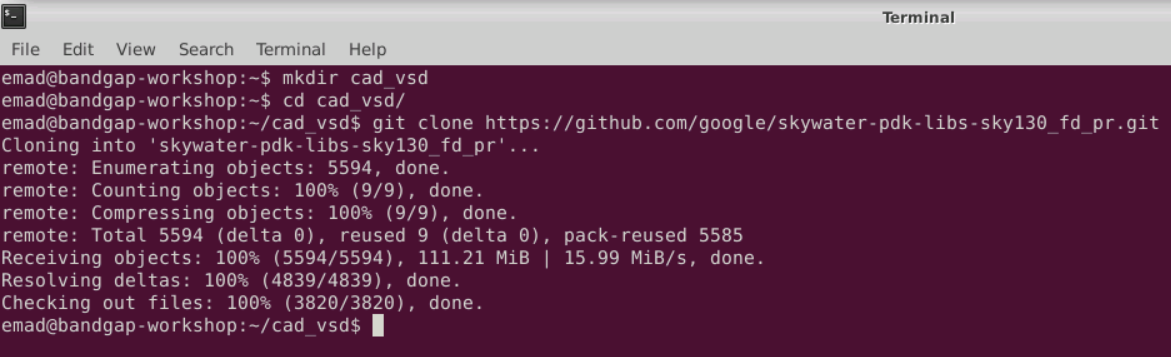 Terminal
File Edit View Search Terminal Help
emad@bandgap-workshop:~$ mkdir cad_vsd
emad@bandgap-workshop:~$ cd cad_vsd/
emad@bandgap-workshop:~/cad_vsd$ git clone https://github.com/google/skywater-pdk-libs-sky130_fd_pr.git
Cloning into 'skywater-pdk-libs-sky130_fd_pr'...
remote: Enumerating objects: 5594, done.
remote: Counting objects: 100% (9/9), done.
remote: Compressing objects: 100% (9/9), done.
remote: Total 5594 (delta 0), reused 9 (delta 0), pack-reused 5585
Receiving objects: 100% (5594/5594), 111.21 MiB | 15.99 MiB/s, done.
Resolving deltas: 100% (4839/4839), done.
Checking out files: 100% (3820/3820), done.
emad@bandgap-workshop:~/cad_vsd$